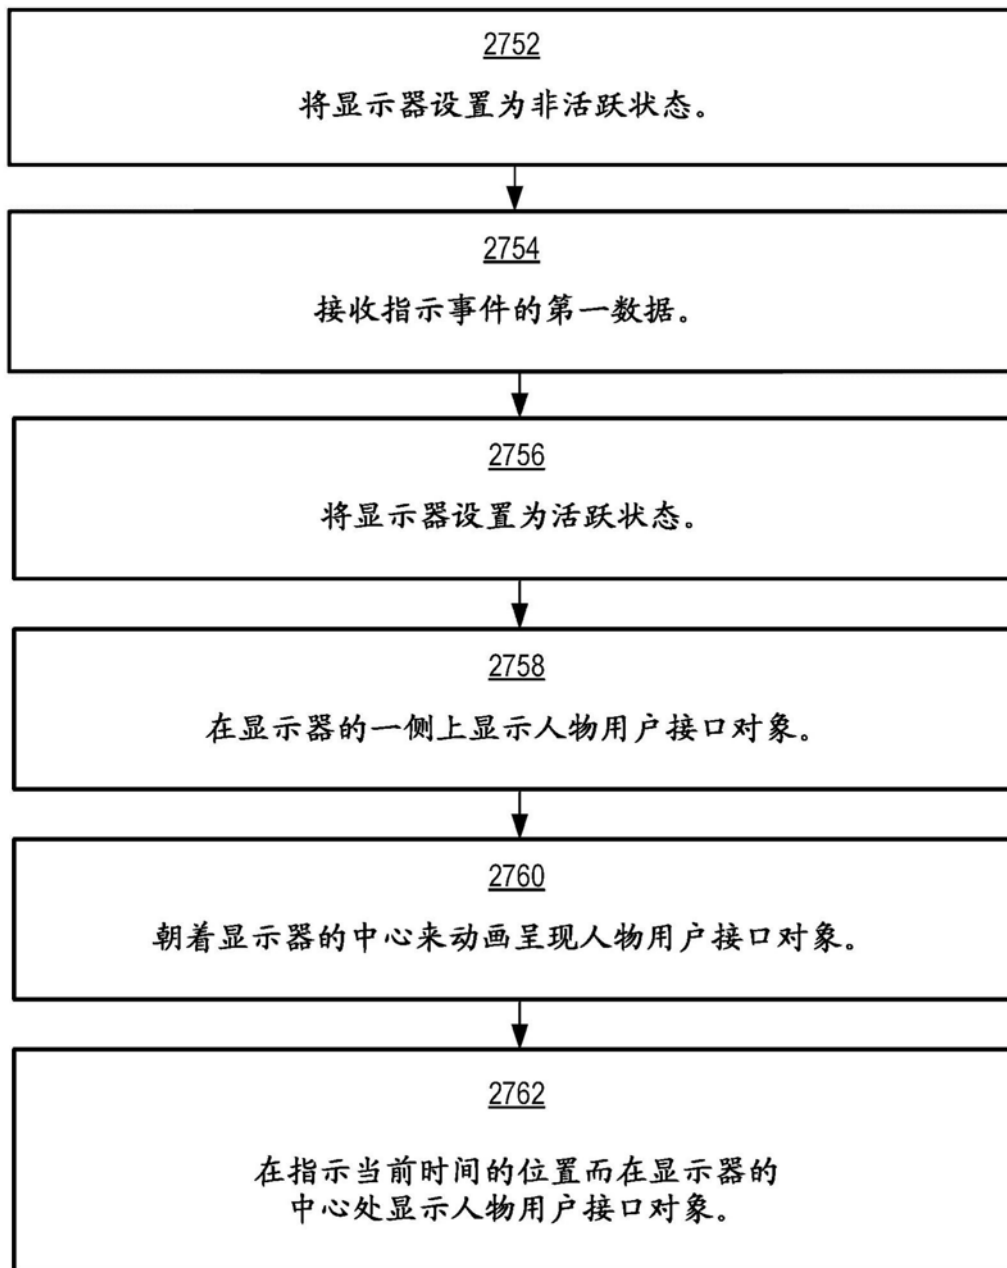 2752
将显示器设置为非活跃状态。
2754
接收指示事件的第一数据。
2756
将显示器设置为活跃状态。
2758
在显示器的一侧上显示人物用户接口对象。
2760
朝着显示器的中心来动画呈现人物用户接口对象。
2762
在指示当前时间的位置而在显示器的
中心处显示人物用户接口对象。